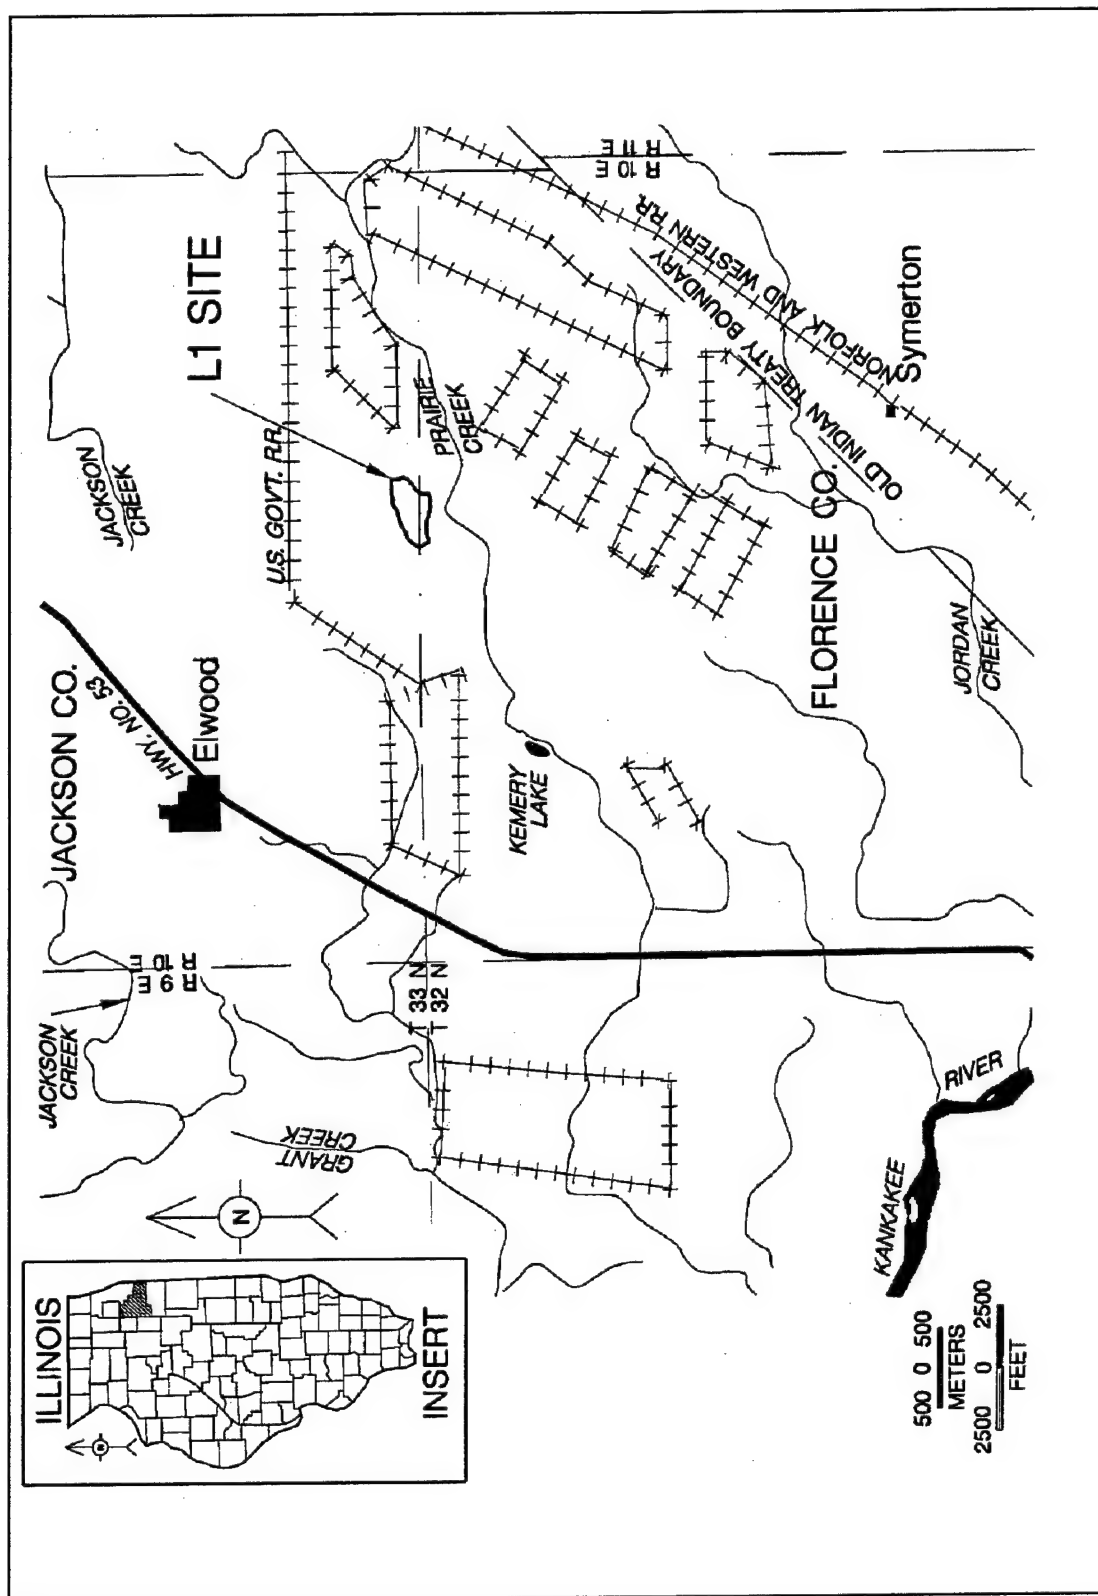 ILLINOIS
N
INSERT
N
JACKSON
CREEK
GRANT
CREEK
R 9 E
R 10 E
T 33 N
T 32 N
JACKSON CO.
HWY. NO. 53
Elwood
JACKSON
CREEK
U.S. GOVT. R.R.
L1 SITE
PRAIRIE
CREEK
KEMERY
LAKE
R 10 E
R 11 E
FLORENCE CO.
OLD INDIAN TREATY BOUNDARY
NORFOLK AND WESTERN R.R.
Symerton
JORDAN
CREEK
KANKAKEE
RIVER
500 0 500
METERS
2500 0 2500
FEET